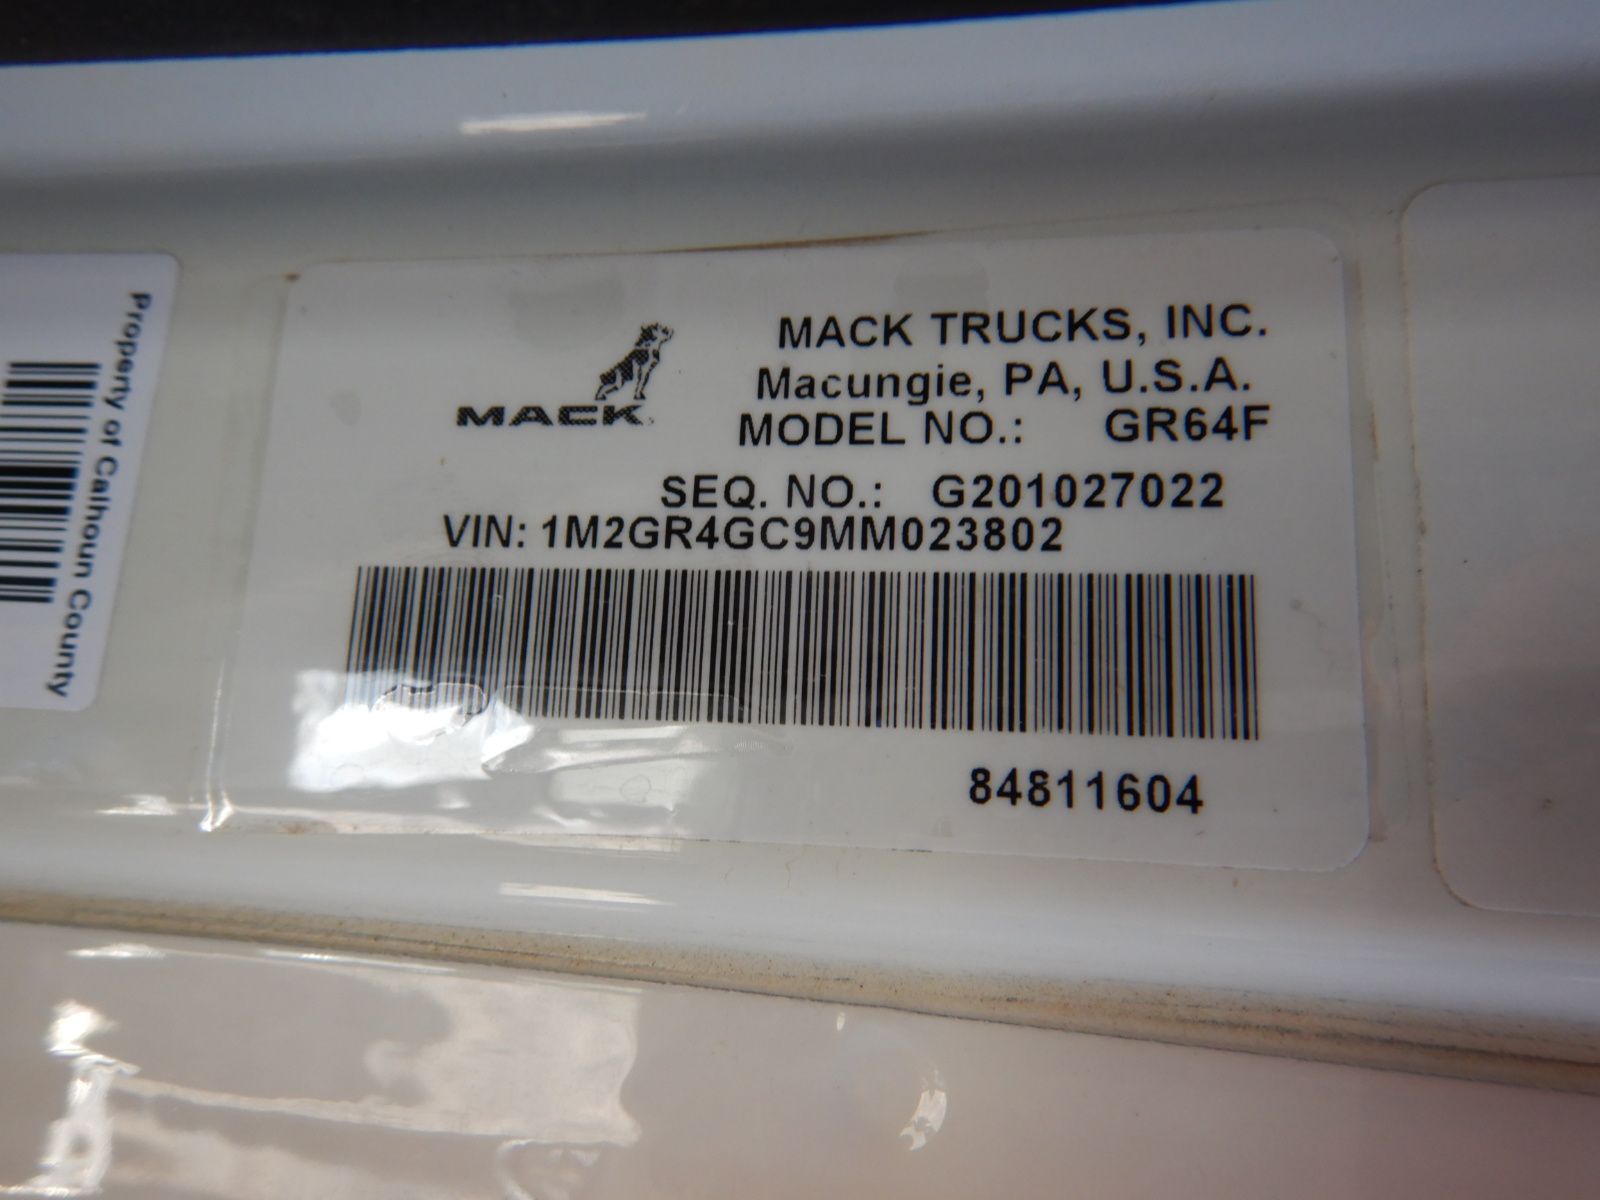 Property of Calhoun County
MACK
MACK TRUCKS, INC.
Macungie, PA, U.S.A.
MODEL NO.: GR64F
SEQ. NO.: G201027022
VIN: 1M2GR4GC9MM023802
84811604